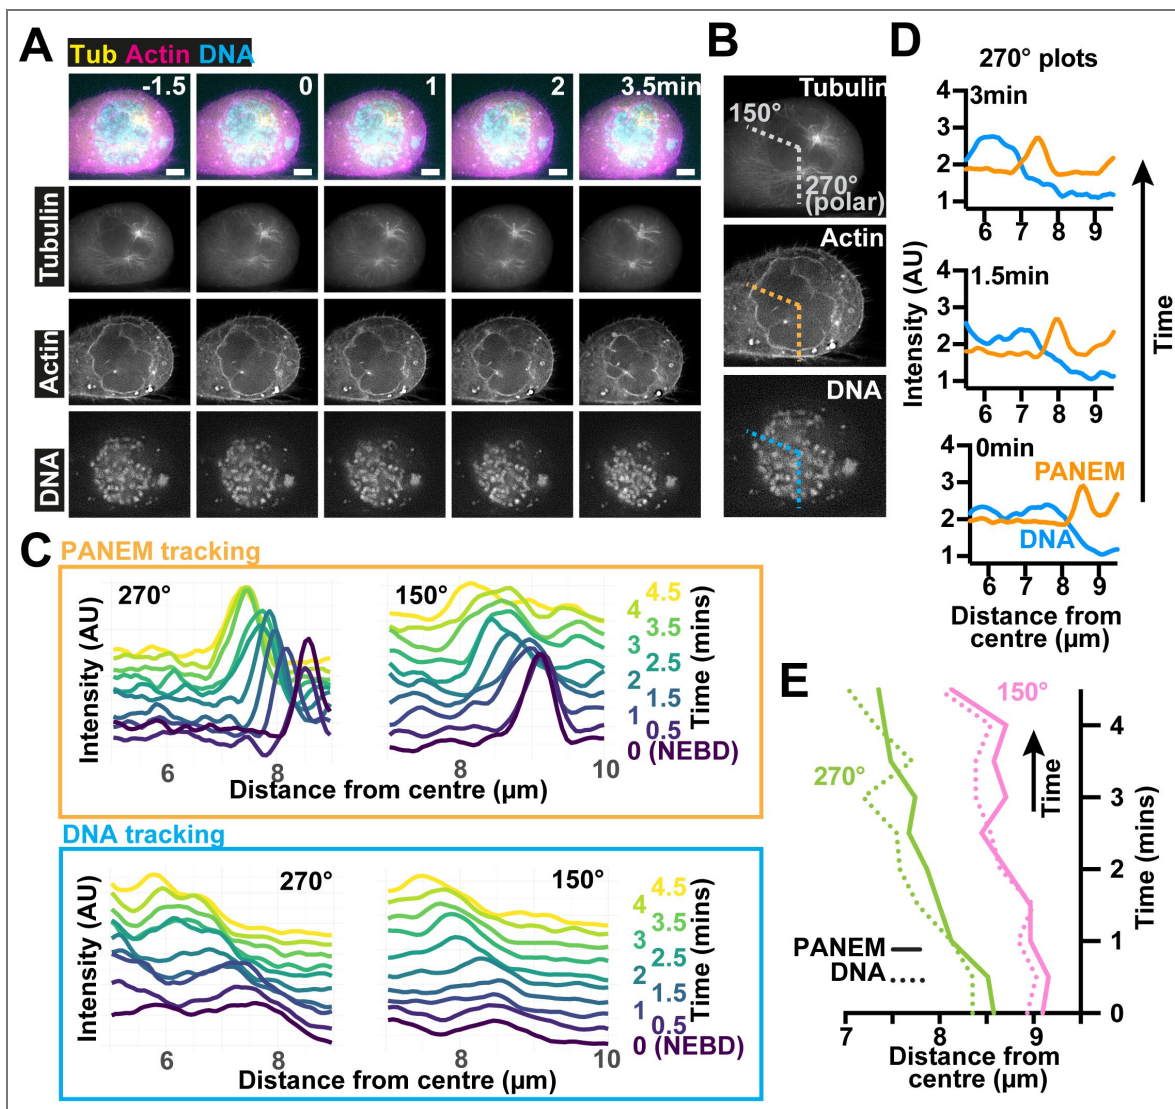 A
Tub Actin DNA
-1.5
0
1
2
3.5min
Tubulin
Actin
DNA
B
Tubulin
150°
270°
(polar)
Actin
DNA
C
PANEM tracking
Intensity (AU)
270°
150°
6
8
8
10
Distance from centre (µm)
4.5
4
3.5
3
2.5
2
1.5
1
0.5
0 (NEBD)
Time (mins)
DNA tracking
Intensity (AU)
270°
150°
6
8
8
10
Distance from centre (µm)
4.5
4
3.5
3
2.5
2
1.5
1
0.5
0 (NEBD)
Time (mins)
D
270° plots
3min
4
3
2
1
6 7 8 9
1.5min
4
3
2
1
6 7 8 9
0min
4
3
2
1
PANEM
DNA
6 7 8 9
Intensity (AU)
Distance from
centre (µm)
Time
E
150°
270°
Time
PANEM
DNA
4
3
2
1
0
Time (mins)
7 8 9
Distance from
centre (µm)